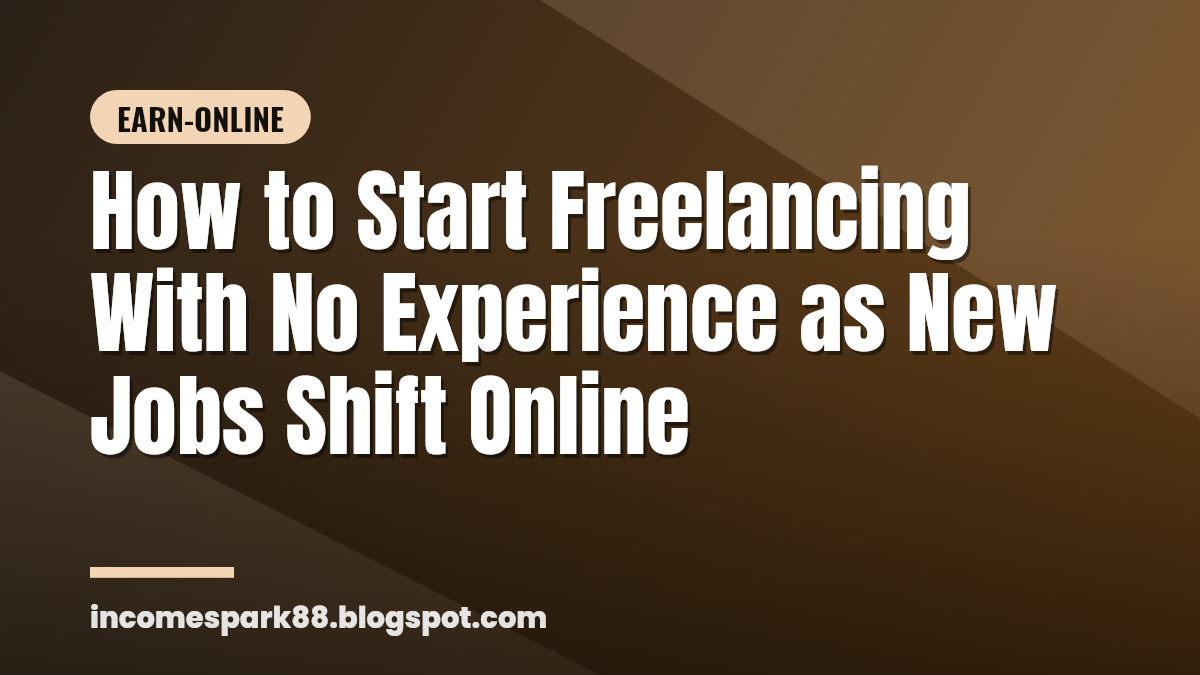 EARN-ONLINE
How to Start Freelancing
With No Experience as New
Jobs Shift Online
incomespark88.blogspot.com